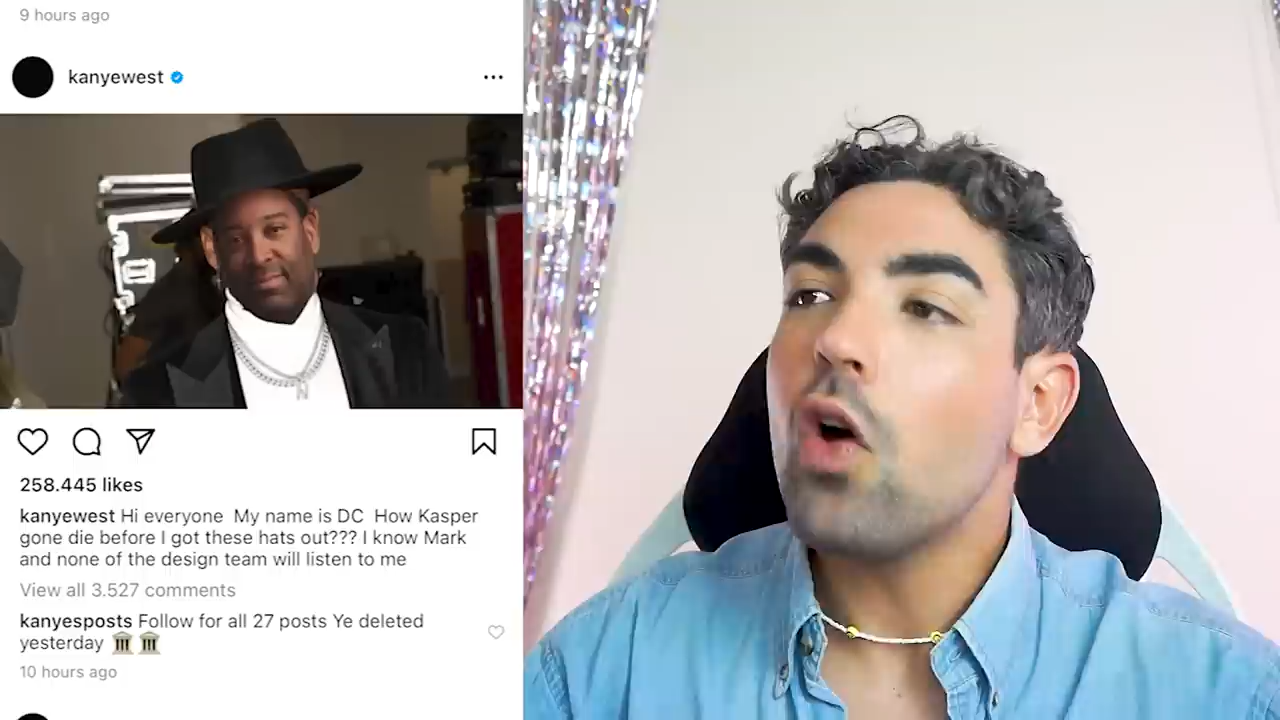 9 hours ago
kanyewest
258.445 likes
kanyewest Hi everyone My name is DC How Kasper
gone die before I got these hats out??? I know Mark
and none of the design team will listen to me
View all 3.527 comments
kanyesposts Follow for all 27 posts Ye deleted
yesterday 🏛️ 🏛️
10 hours ago